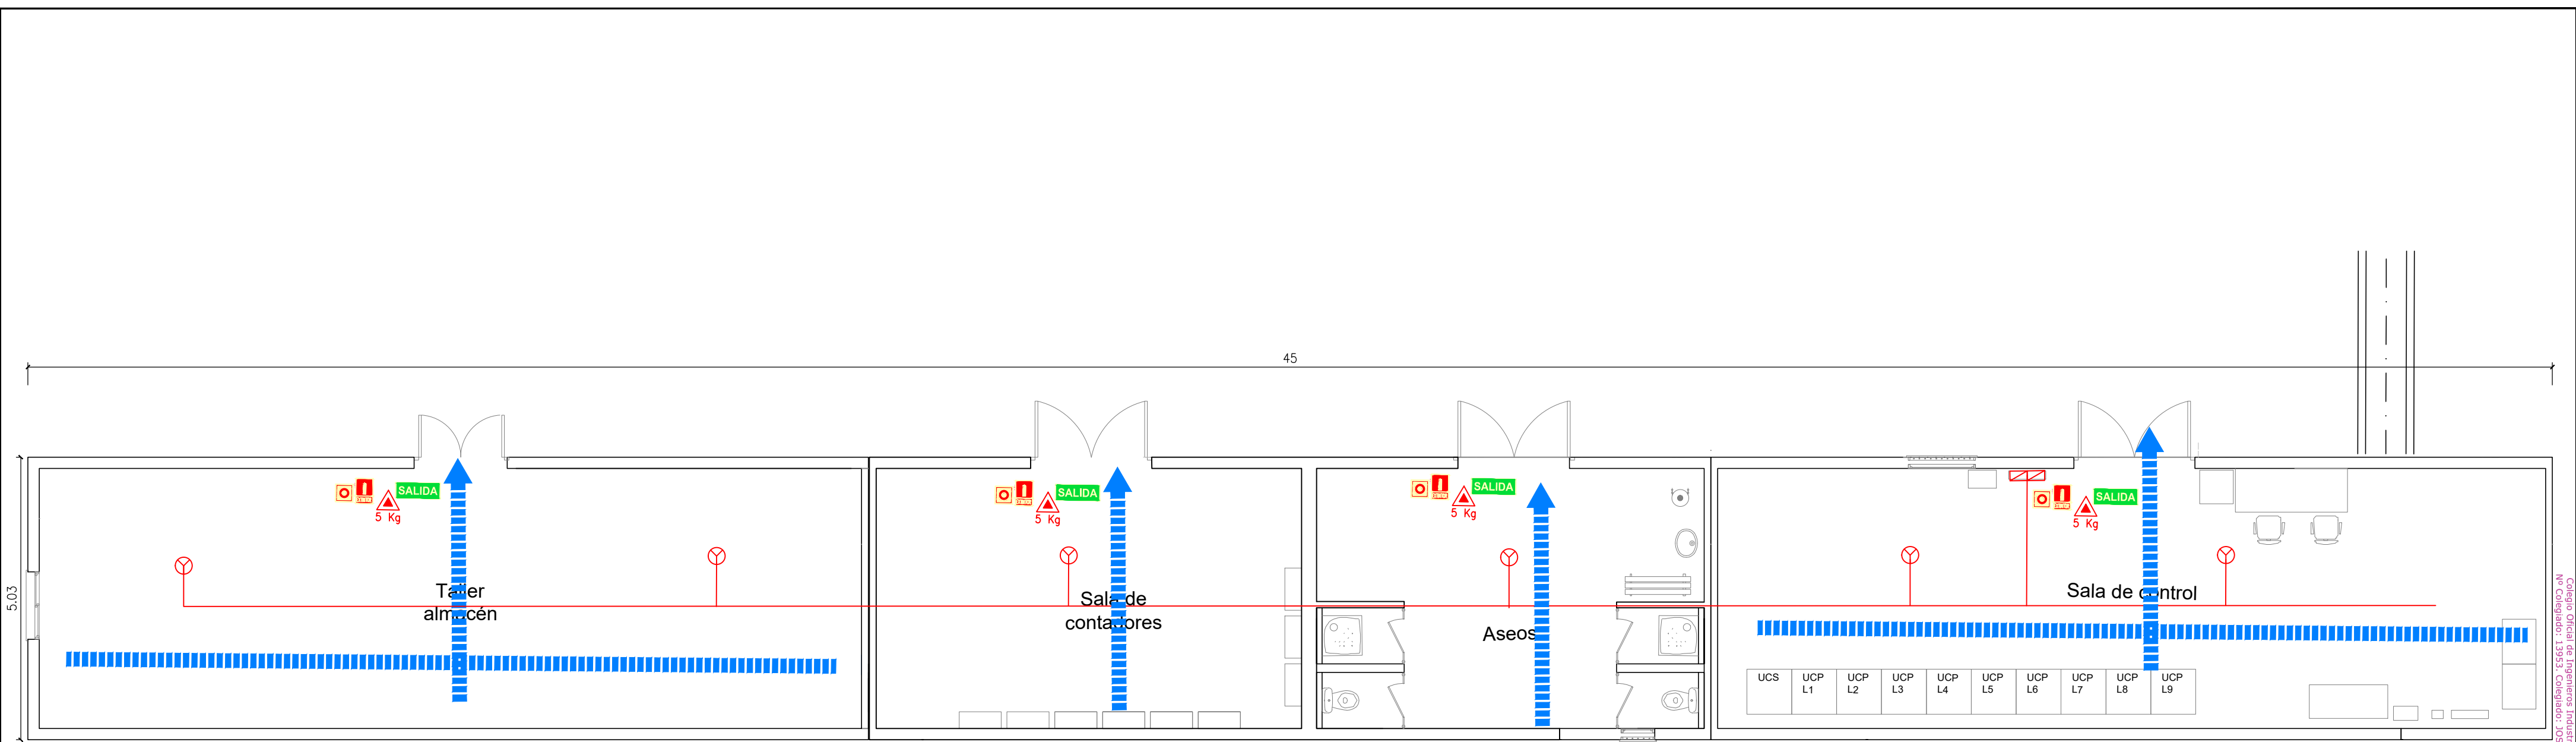 45
5.03
SALIDA
5 Kg
Taller
almacén
SALIDA
5 Kg
Sala de
contadores
SALIDA
5 Kg
Aseos
SALIDA
5 Kg
Sala de control
UCS
UCP
L1
UCP
L2
UCP
L3
UCP
L4
UCP
L5
UCP
L6
UCP
L7
UCP
L8
UCP
L9
Colegio Oficial de Ingenieros
Nº Colegiado: 13953. Colegiado: JOS